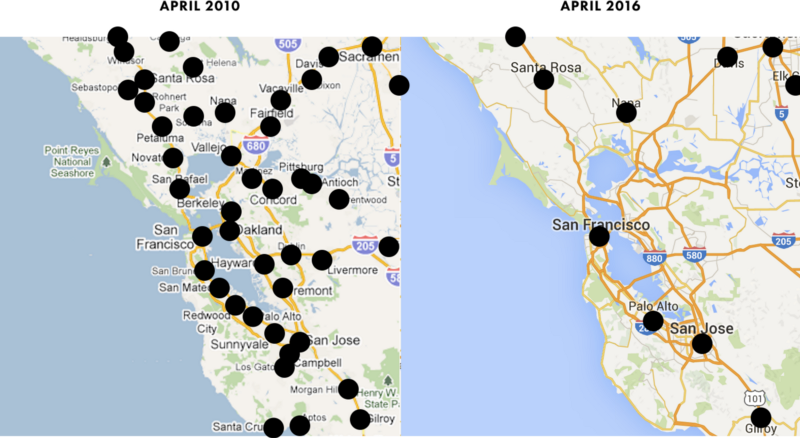 APRIL 2010
APRIL 2016
Healdsburg
Windsor
Helena
505
Davis
Sacramen
Santa Rosa
Sebastopol
Rohnert
Park
Vacaville
Dixon
Napa
Fairfield
Petaluma
Vallejo
680
Point Reyes
National
Seashore
Novato
5
Pittsburg
San Rafael
Antioch
St
Concord
Berkeley
San
Francisco
Oakland
205
Dublin
San Bruno
Hayward
Livermore
San Mateo
Fremont
Redwood
City
Palo Alto
Sunnyvale
San Jose
Campbell
Los Gatos
Morgan Hill
Henry W
State P
Gilroy
Santa Cru
Aptos
505
Davis
Santa Rosa
Elk G
Napa
5
Sto
San Francisco
205
880
580
Palo Alto
San Jose
101
Gilroy